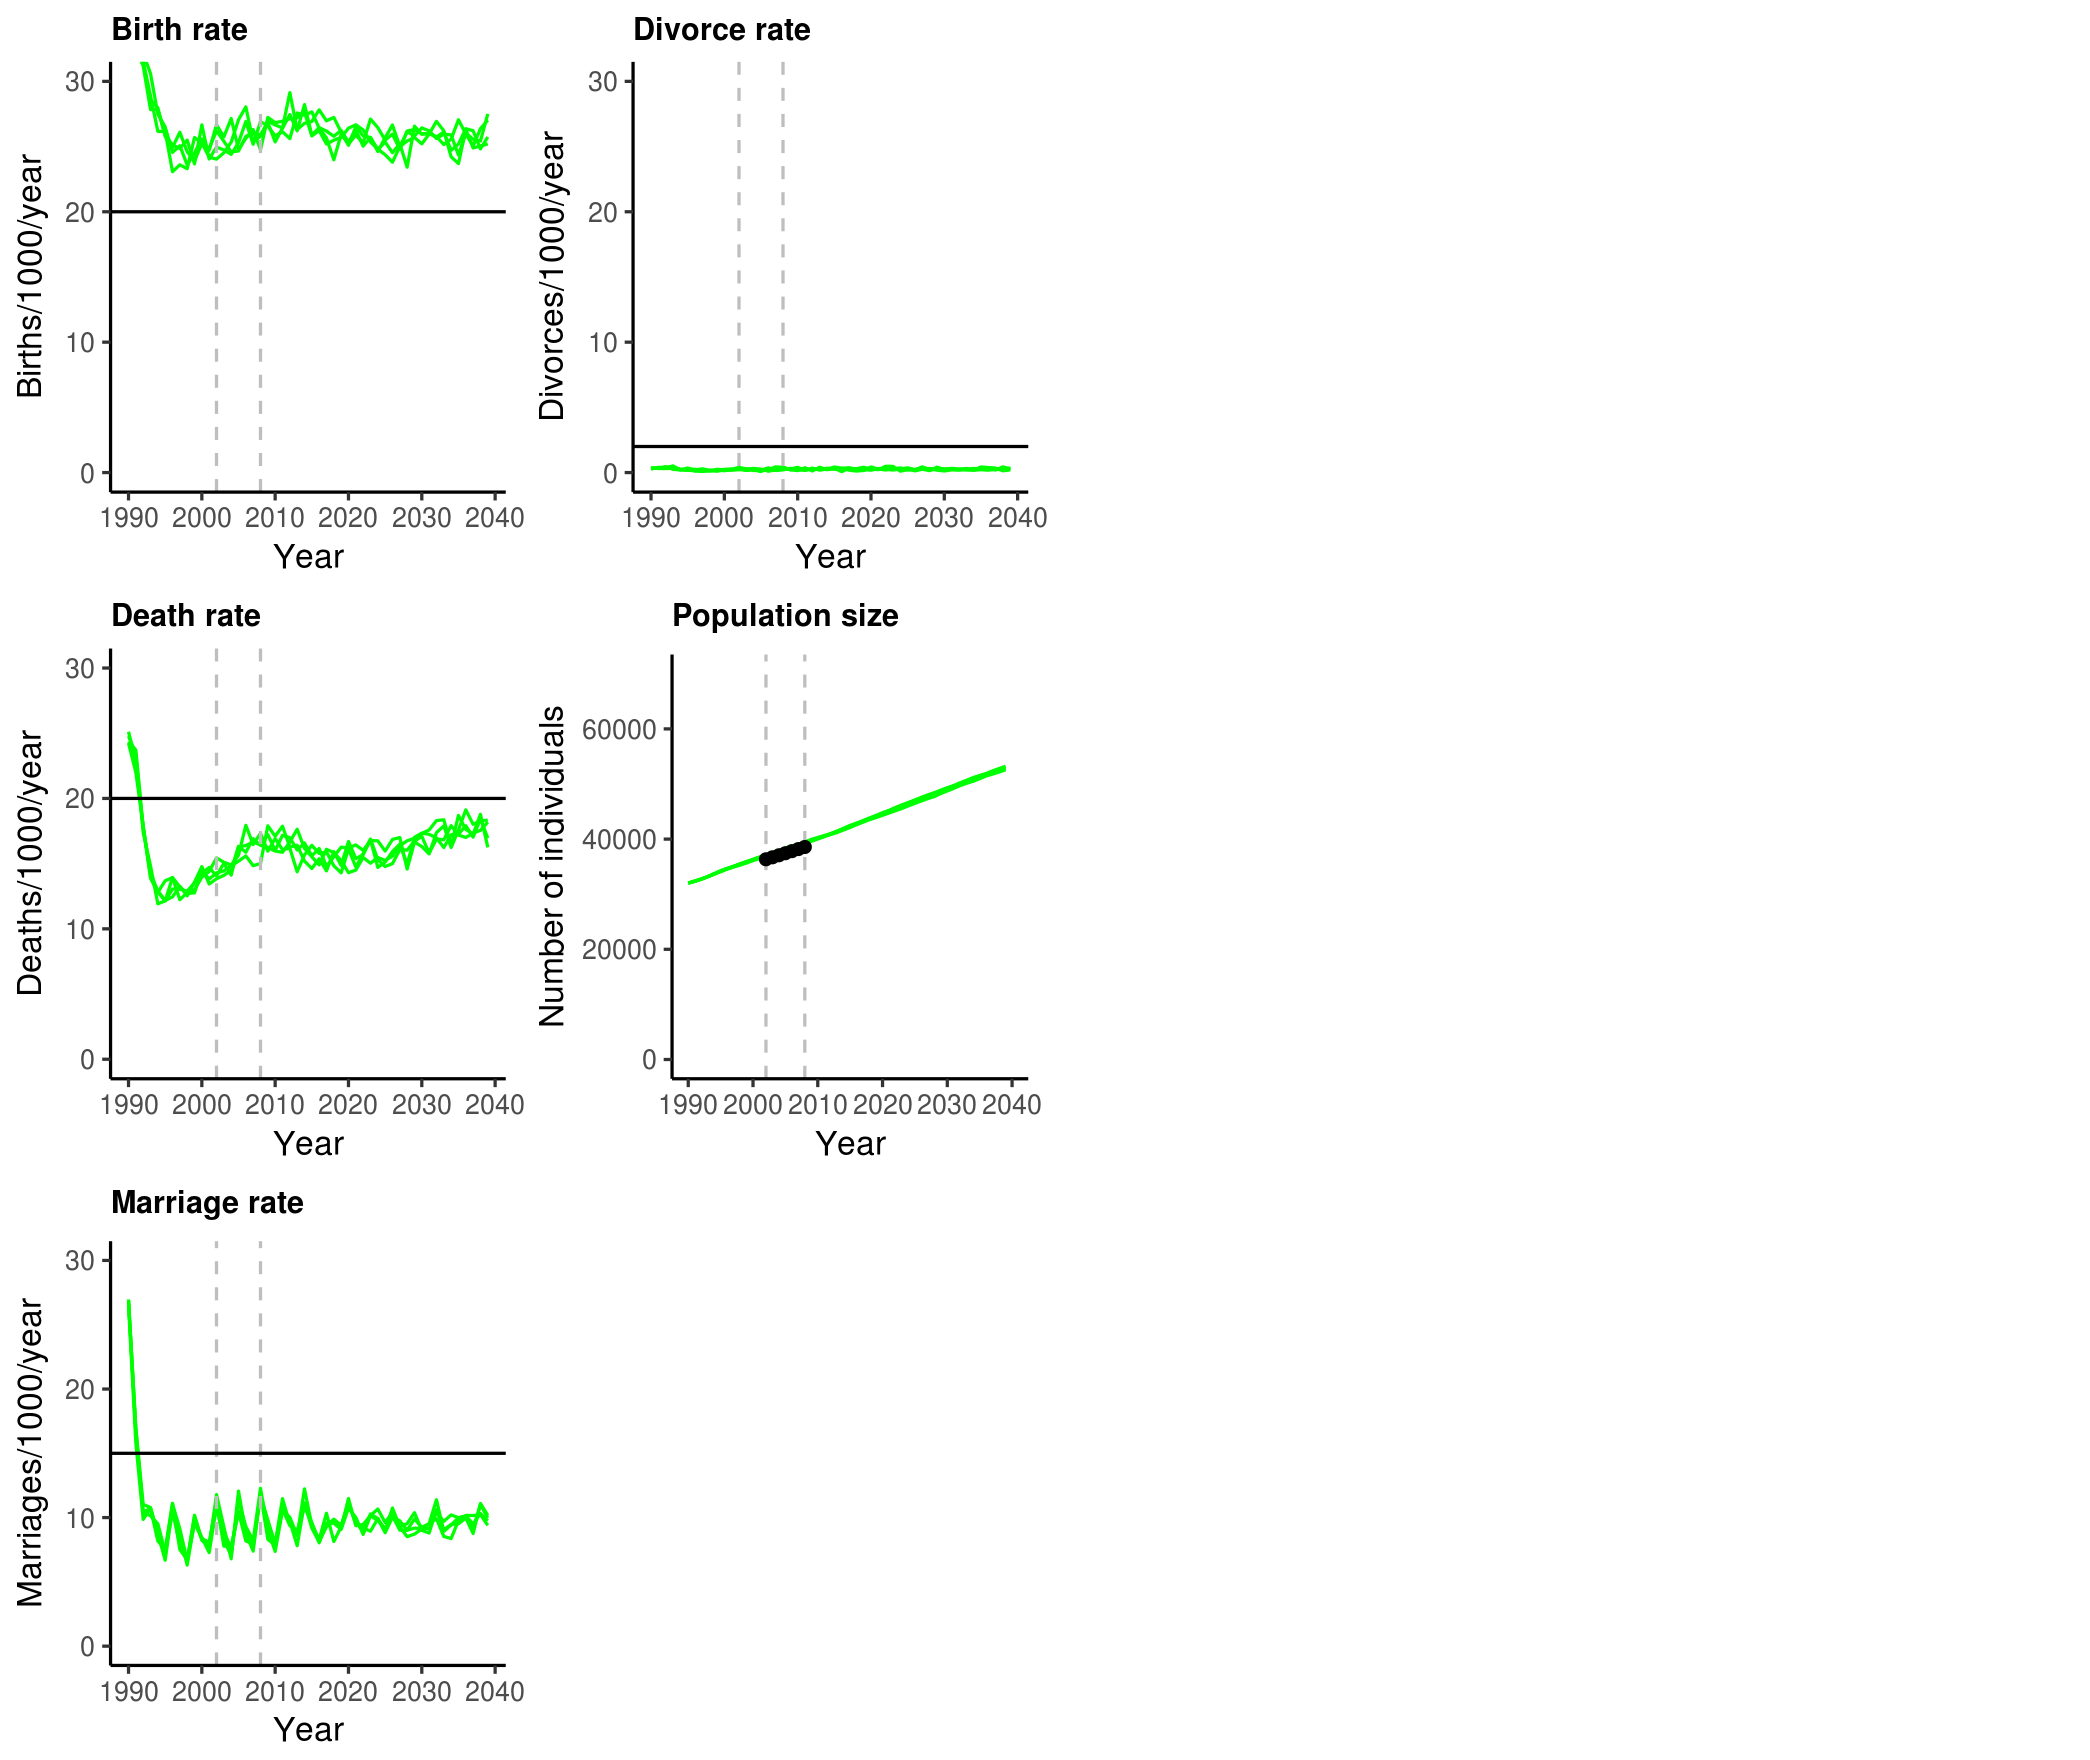 Birth rate
Births/1000/year
30
20
10
0
1990 2000 2010 2020 2030 2040
Year
Divorce rate
Divorces/1000/year
30
20
10
0
1990 2000 2010 2020 2030 2040
Year
Death rate
Deaths/1000/year
30
20
10
0
1990 2000 2010 2020 2030 2040
Year
Population size
Number of individuals
60000
40000
20000
0
1990 2000 2010 2020 2030 2040
Year
Marriage rate
Marriages/1000/year
30
20
10
0
1990 2000 2010 2020 2030 2040
Year